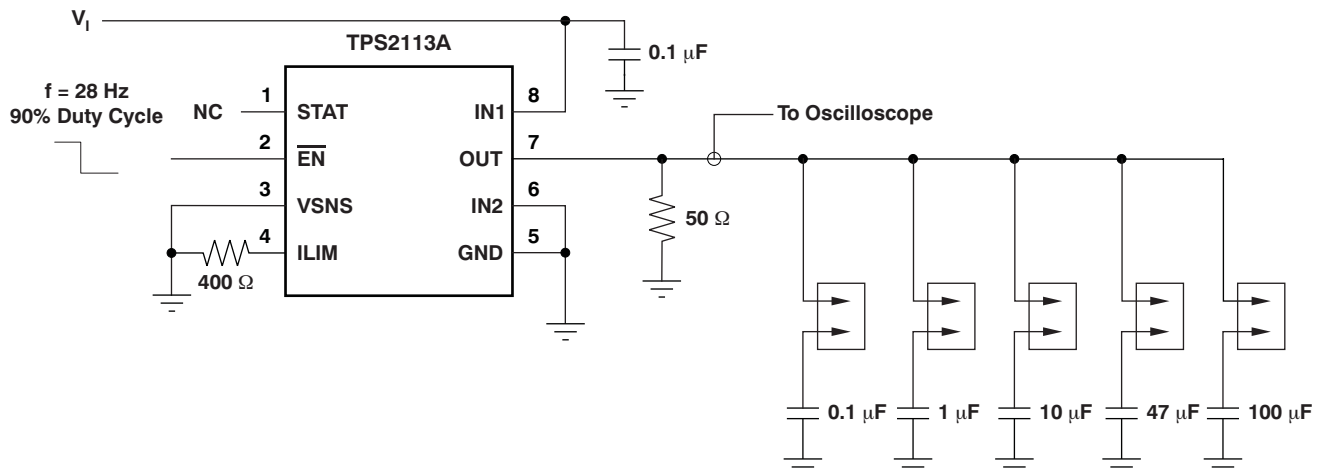 VI
TPS2113A
0.1 μF
f = 28 Hz
90% Duty Cycle
NC
1
STAT
IN1
8
To Oscilloscope
2
EN
OUT
7
3
VSNS
IN2
6
50 Ω
4
ILIM
GND
5
400 Ω
0.1 μF
1 μF
10 μF
47 μF
100 μF